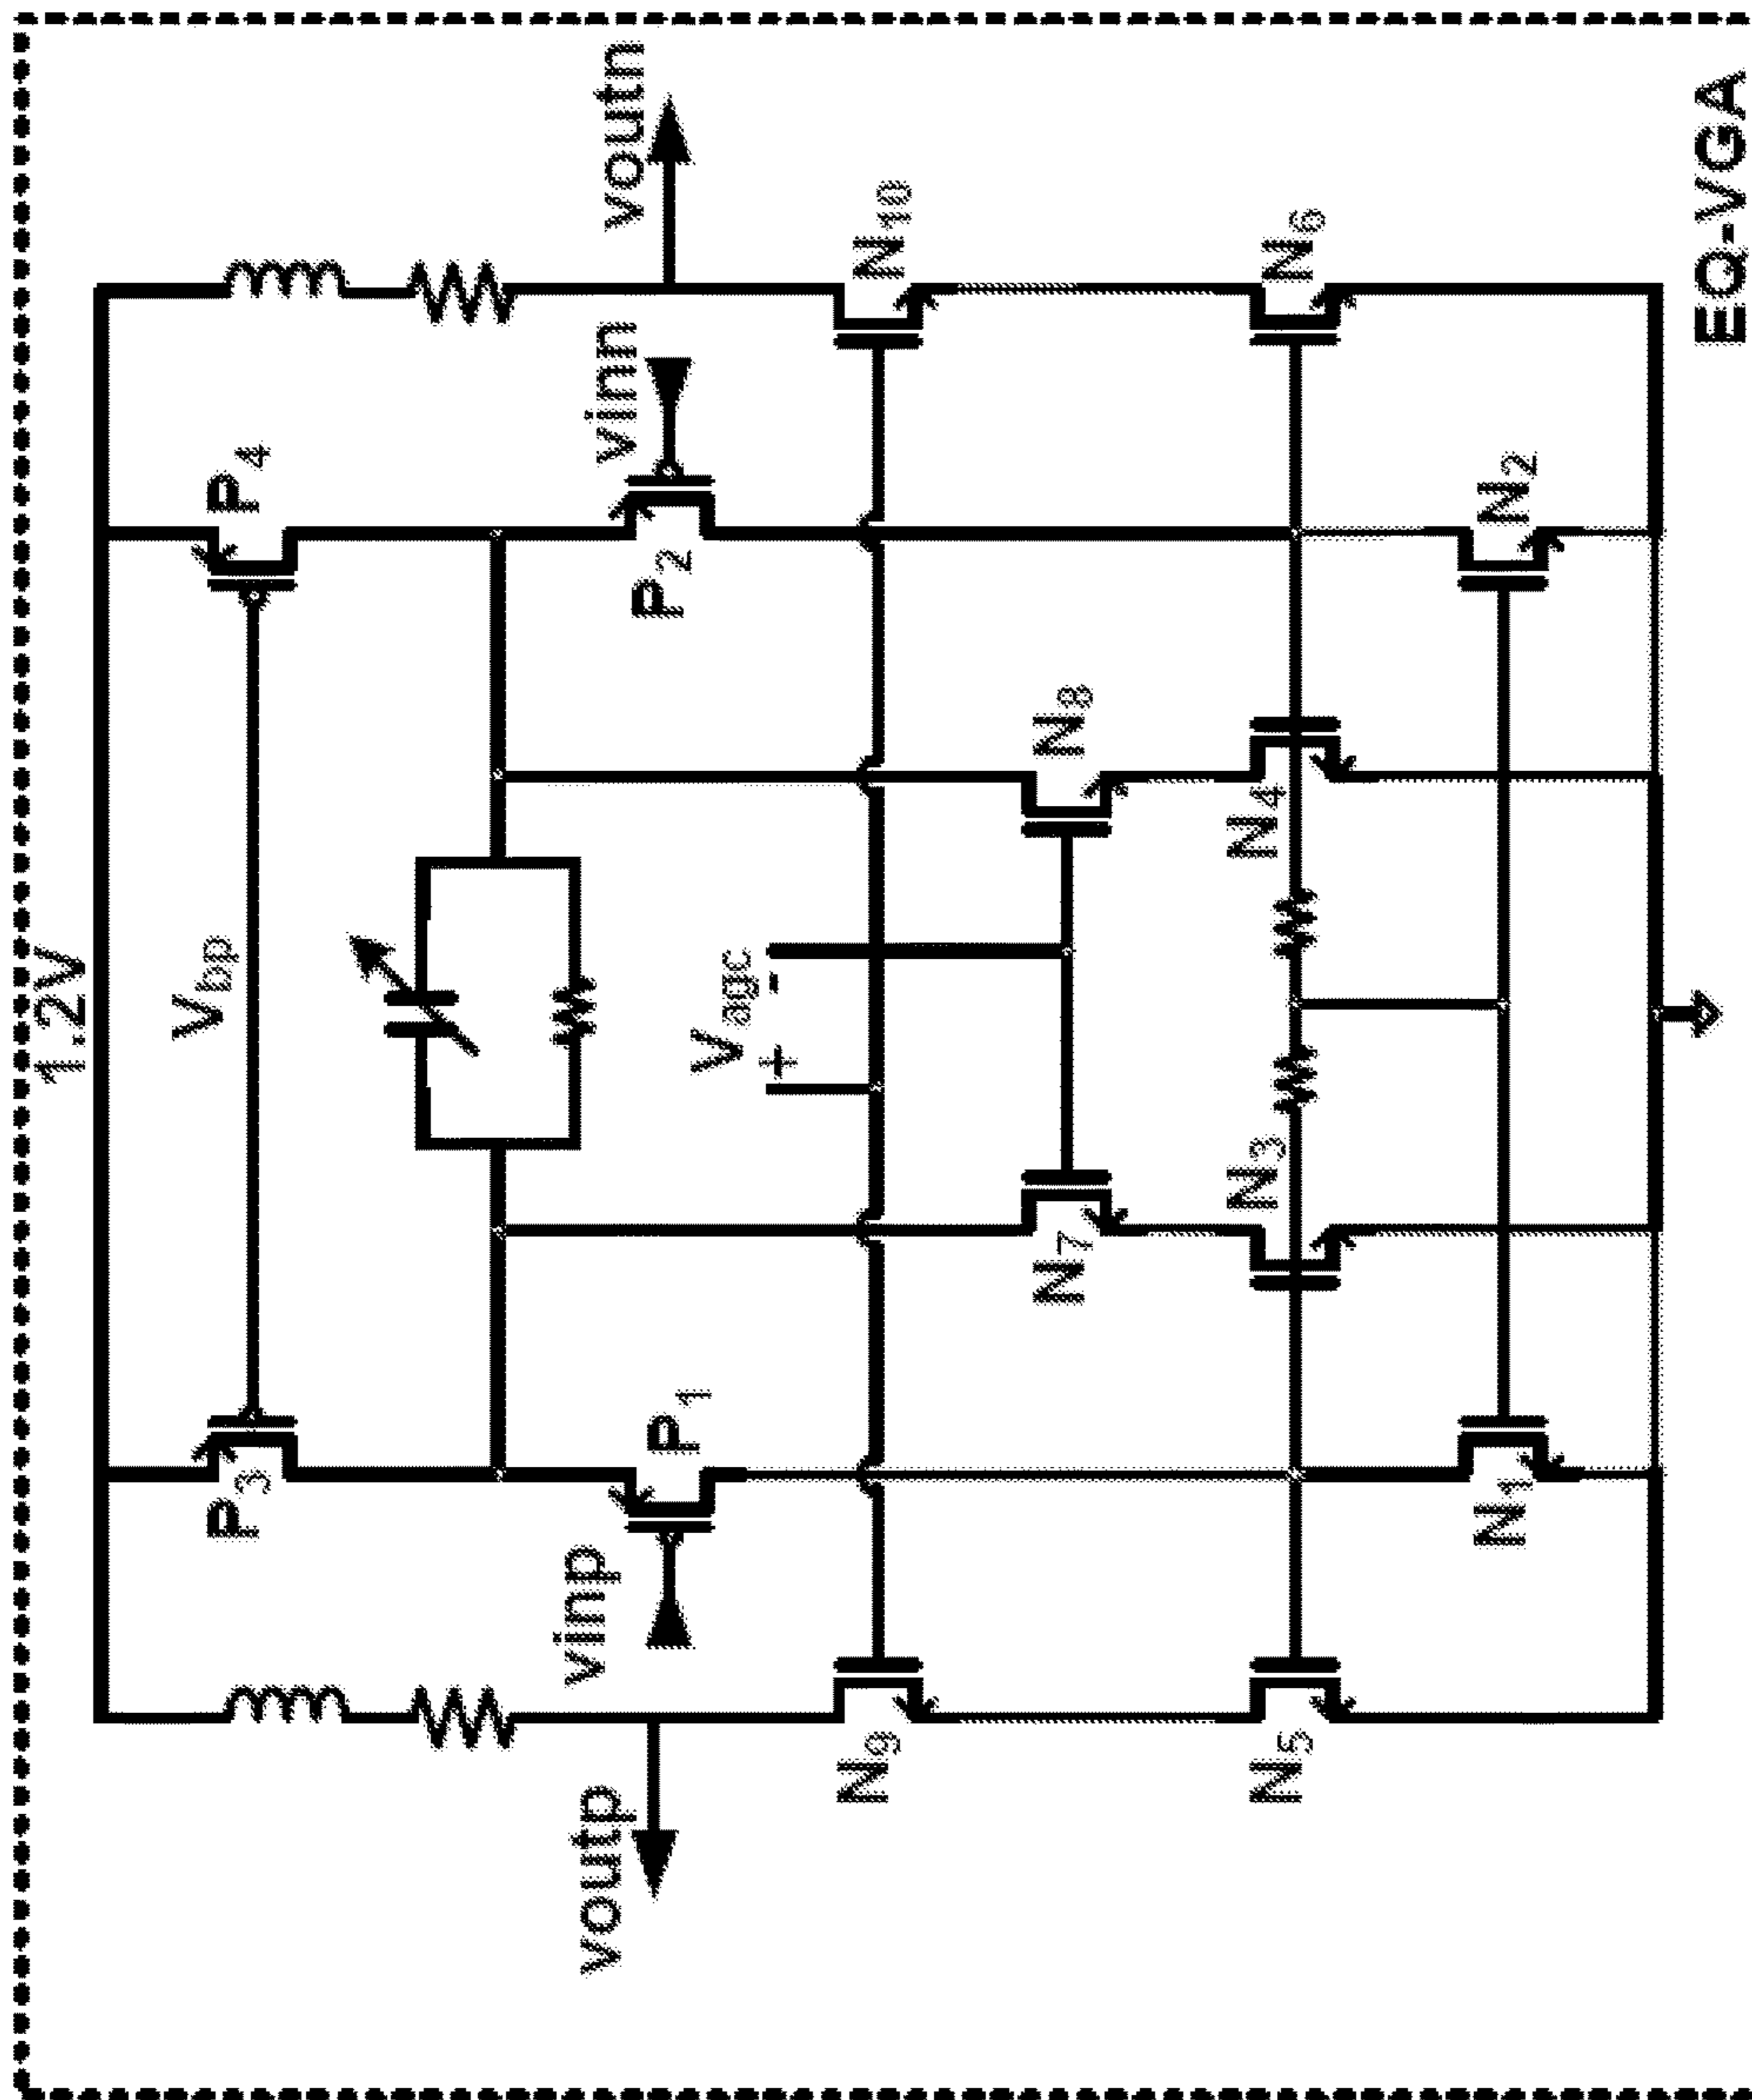 1.2V
Vbp
P3
P4
vinp
P1
P2
vinn
voutp
voutn
Vagc
+ -
N9
N10
N7
N8
N5
N3
N4
N6
N1
N2
EQ-VGA